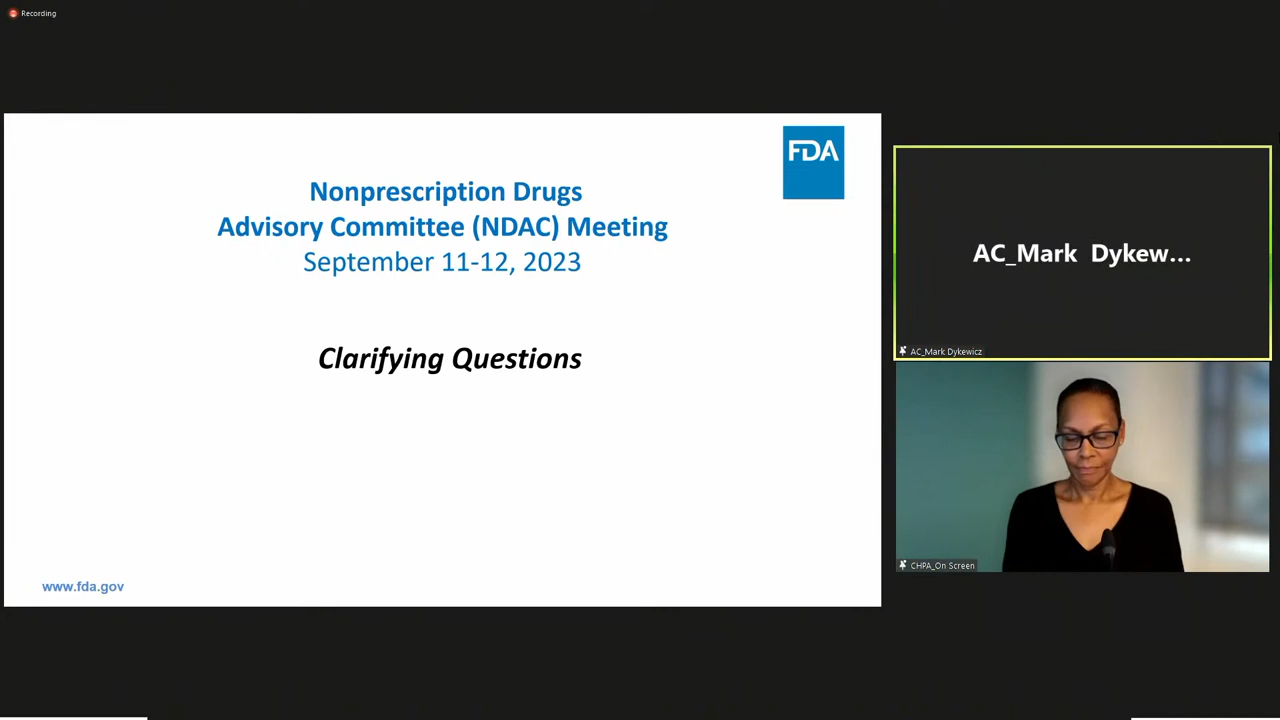 Recording
FDA
Nonprescription Drugs
Advisory Committee (NDAC) Meeting
September 11-12, 2023
Clarifying Questions
www.fda.gov
AC_Mark Dykew...
AC_Mark Dykewicz
CHPA_On Screen